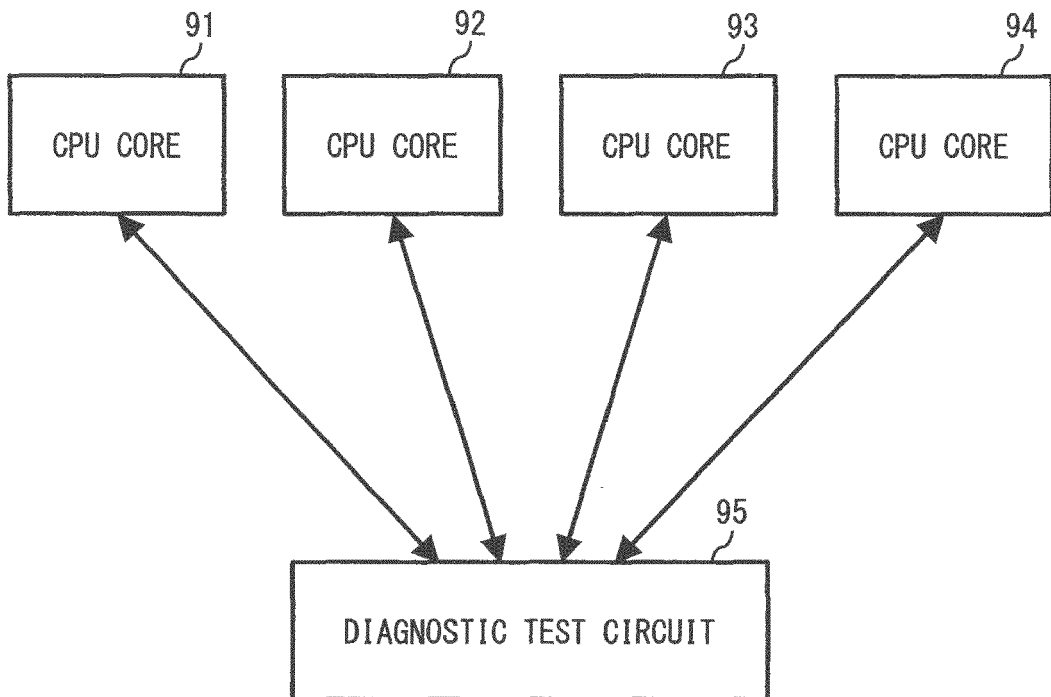 91 92 93 94
CPU CORE CPU CORE CPU CORE CPU CORE
95
DIAGNOSTIC TEST CIRCUIT